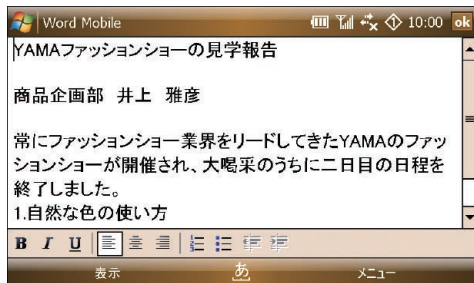 Word Mobile 10:00 ok
YAMAファッションショーの見学報告
商品企画部 井上 雅彦
常にファッションショー業界をリードしてきたYAMAのファッ
ションショーが開催され、大喝采のうちに二日目の日程を
終了しました。
1.自然な色の使い方
B I U
表示 あ メニュー